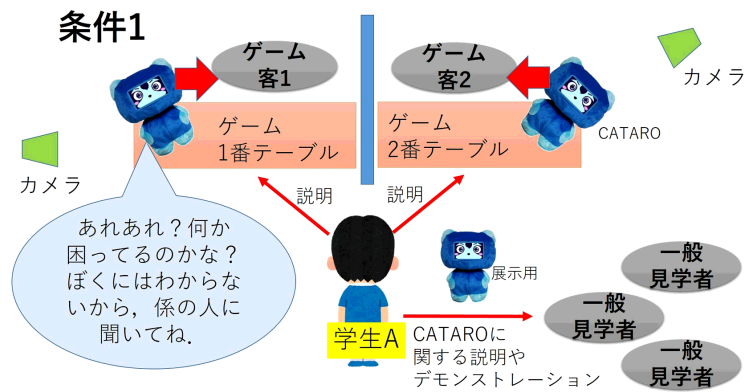 条件1
ゲーム
客1
ゲーム
客2
カメラ
CATARO
ゲーム
1番テーブル
ゲーム
2番テーブル
カメラ
説明
説明
あれあれ？何か
困ってるのかな？
ぼくにはわからな
いから，係の人に
聞いてね．
展示用
一般
見学者
一般
見学者
一般
見学者
学生A
CATAROに
関する説明や
デモンストレーション